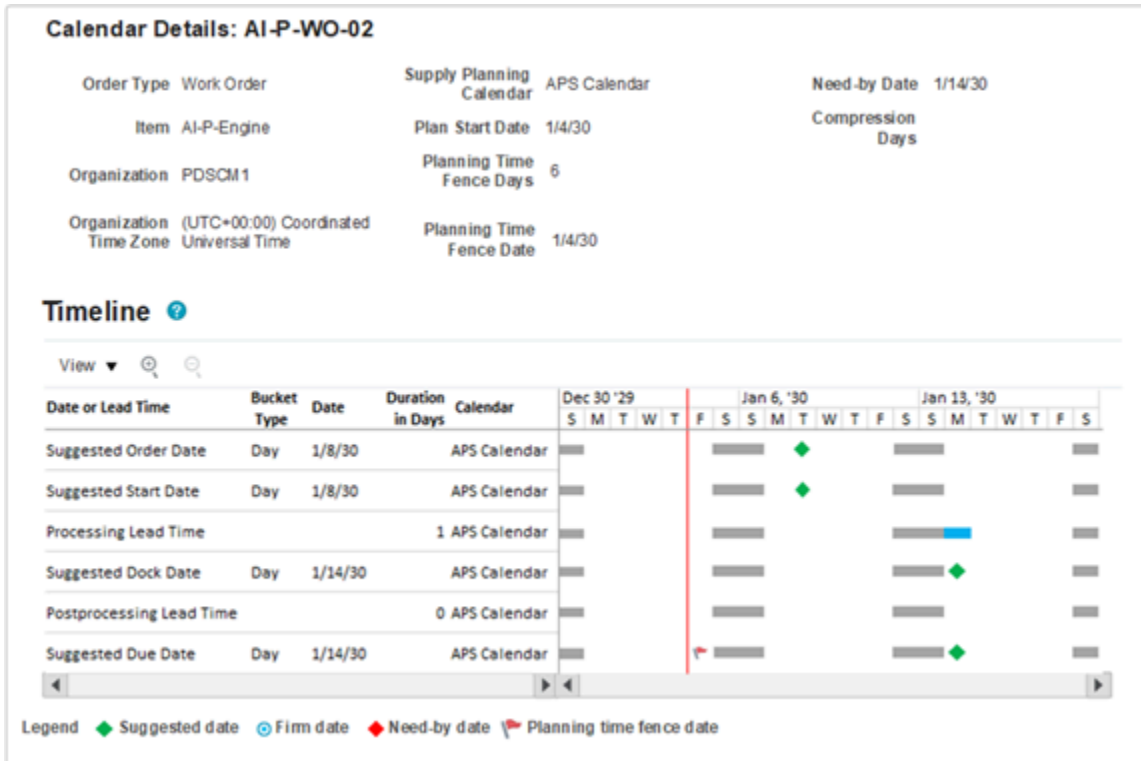 Calendar Details: AI-P-WO-02
Order Type Work Order
Supply Planning Calendar APS Calendar
Need-by Date 1/14/30
Item AI-P-Engine
Plan Start Date 1/4/30
Compression Days
Organization PDSCM1
Planning Time Fence Days 6
Organization Time Zone (UTC+00:00) Coordinated Universal Time
Planning Time Fence Date 1/4/30
Timeline ?
View
Date or Lead Time Bucket Type Date Duration in Days Calendar Dec 30 '29 Jan 6, '30 Jan 13, '30
S M T W T F S S M T W T F S S M T W T F S
Suggested Order Date Day 1/8/30 APS Calendar
Suggested Start Date Day 1/8/30 APS Calendar
Processing Lead Time 1 APS Calendar
Suggested Dock Date Day 1/14/30 APS Calendar
Postprocessing Lead Time 0 APS Calendar
Suggested Due Date Day 1/14/30 APS Calendar
Legend Suggested date Firm date Need-by date Planning time fence date